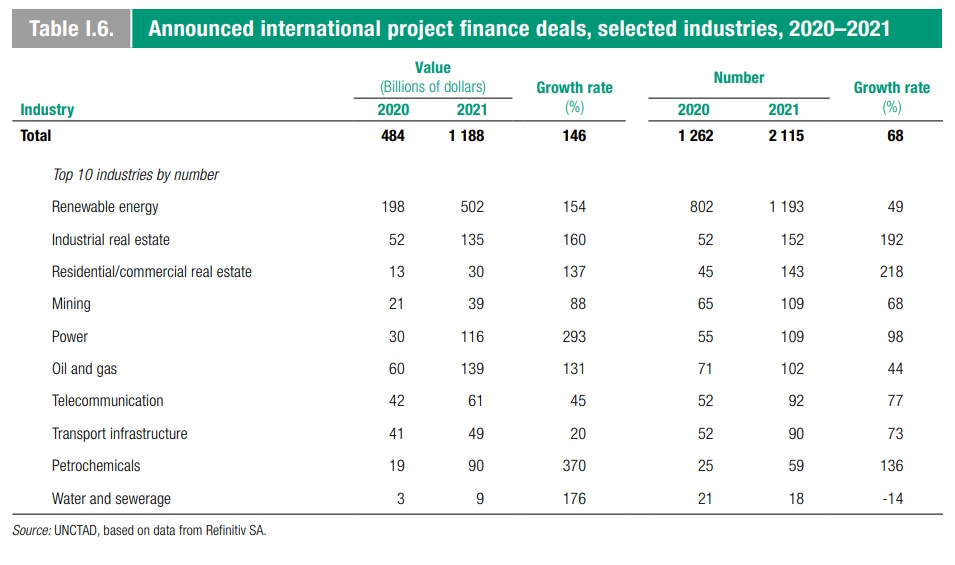 Table I.6. Announced international project finance deals, selected industries, 2020–2021
Value Number
(Billions of dollars) Growth rate Growth rate
Industry 2020 2021 (%) 2020 2021 (%)
Total 484 1 188 146 1 262 2 115 68
Top 10 industries by number
Renewable energy 198 502 154 802 1 193 49
Industrial real estate 52 135 160 52 152 192
Residential/commercial real estate 13 30 137 45 143 218
Mining 21 39 88 65 109 68
Power 30 116 293 55 109 98
Oil and gas 60 139 131 71 102 44
Telecommunication 42 61 45 52 92 77
Transport infrastructure 41 49 20 52 90 73
Petrochemicals 19 90 370 25 59 136
Water and sewerage 3 9 176 21 18 -14
Source: UNCTAD, based on data from Refinitiv SA.